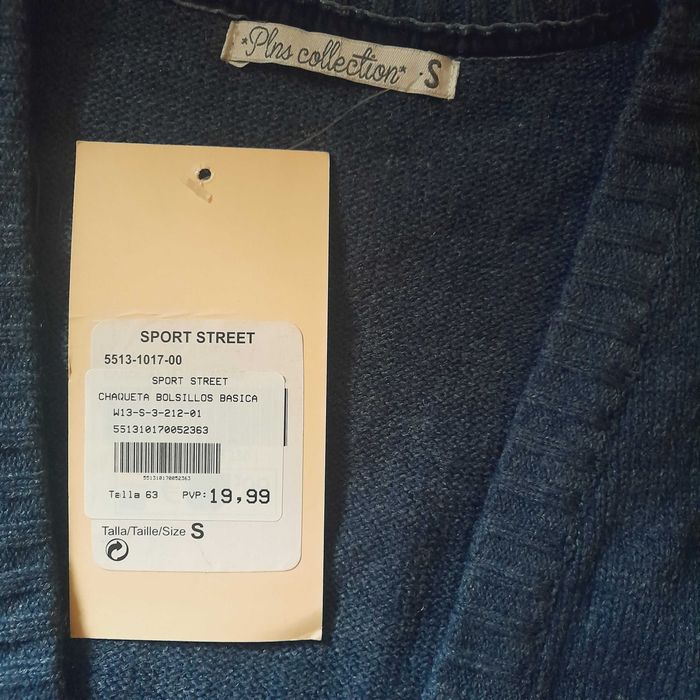 *Plns collection* ·S
SPORT STREET
5513-1017-00
SPORT STREET
CHAQUETA BOLSILLOS BASICA
W13-S-3-212-01
551310170052363
551310170052363
Talla 63 PVP: 19,99
Talla/Taille/Size S